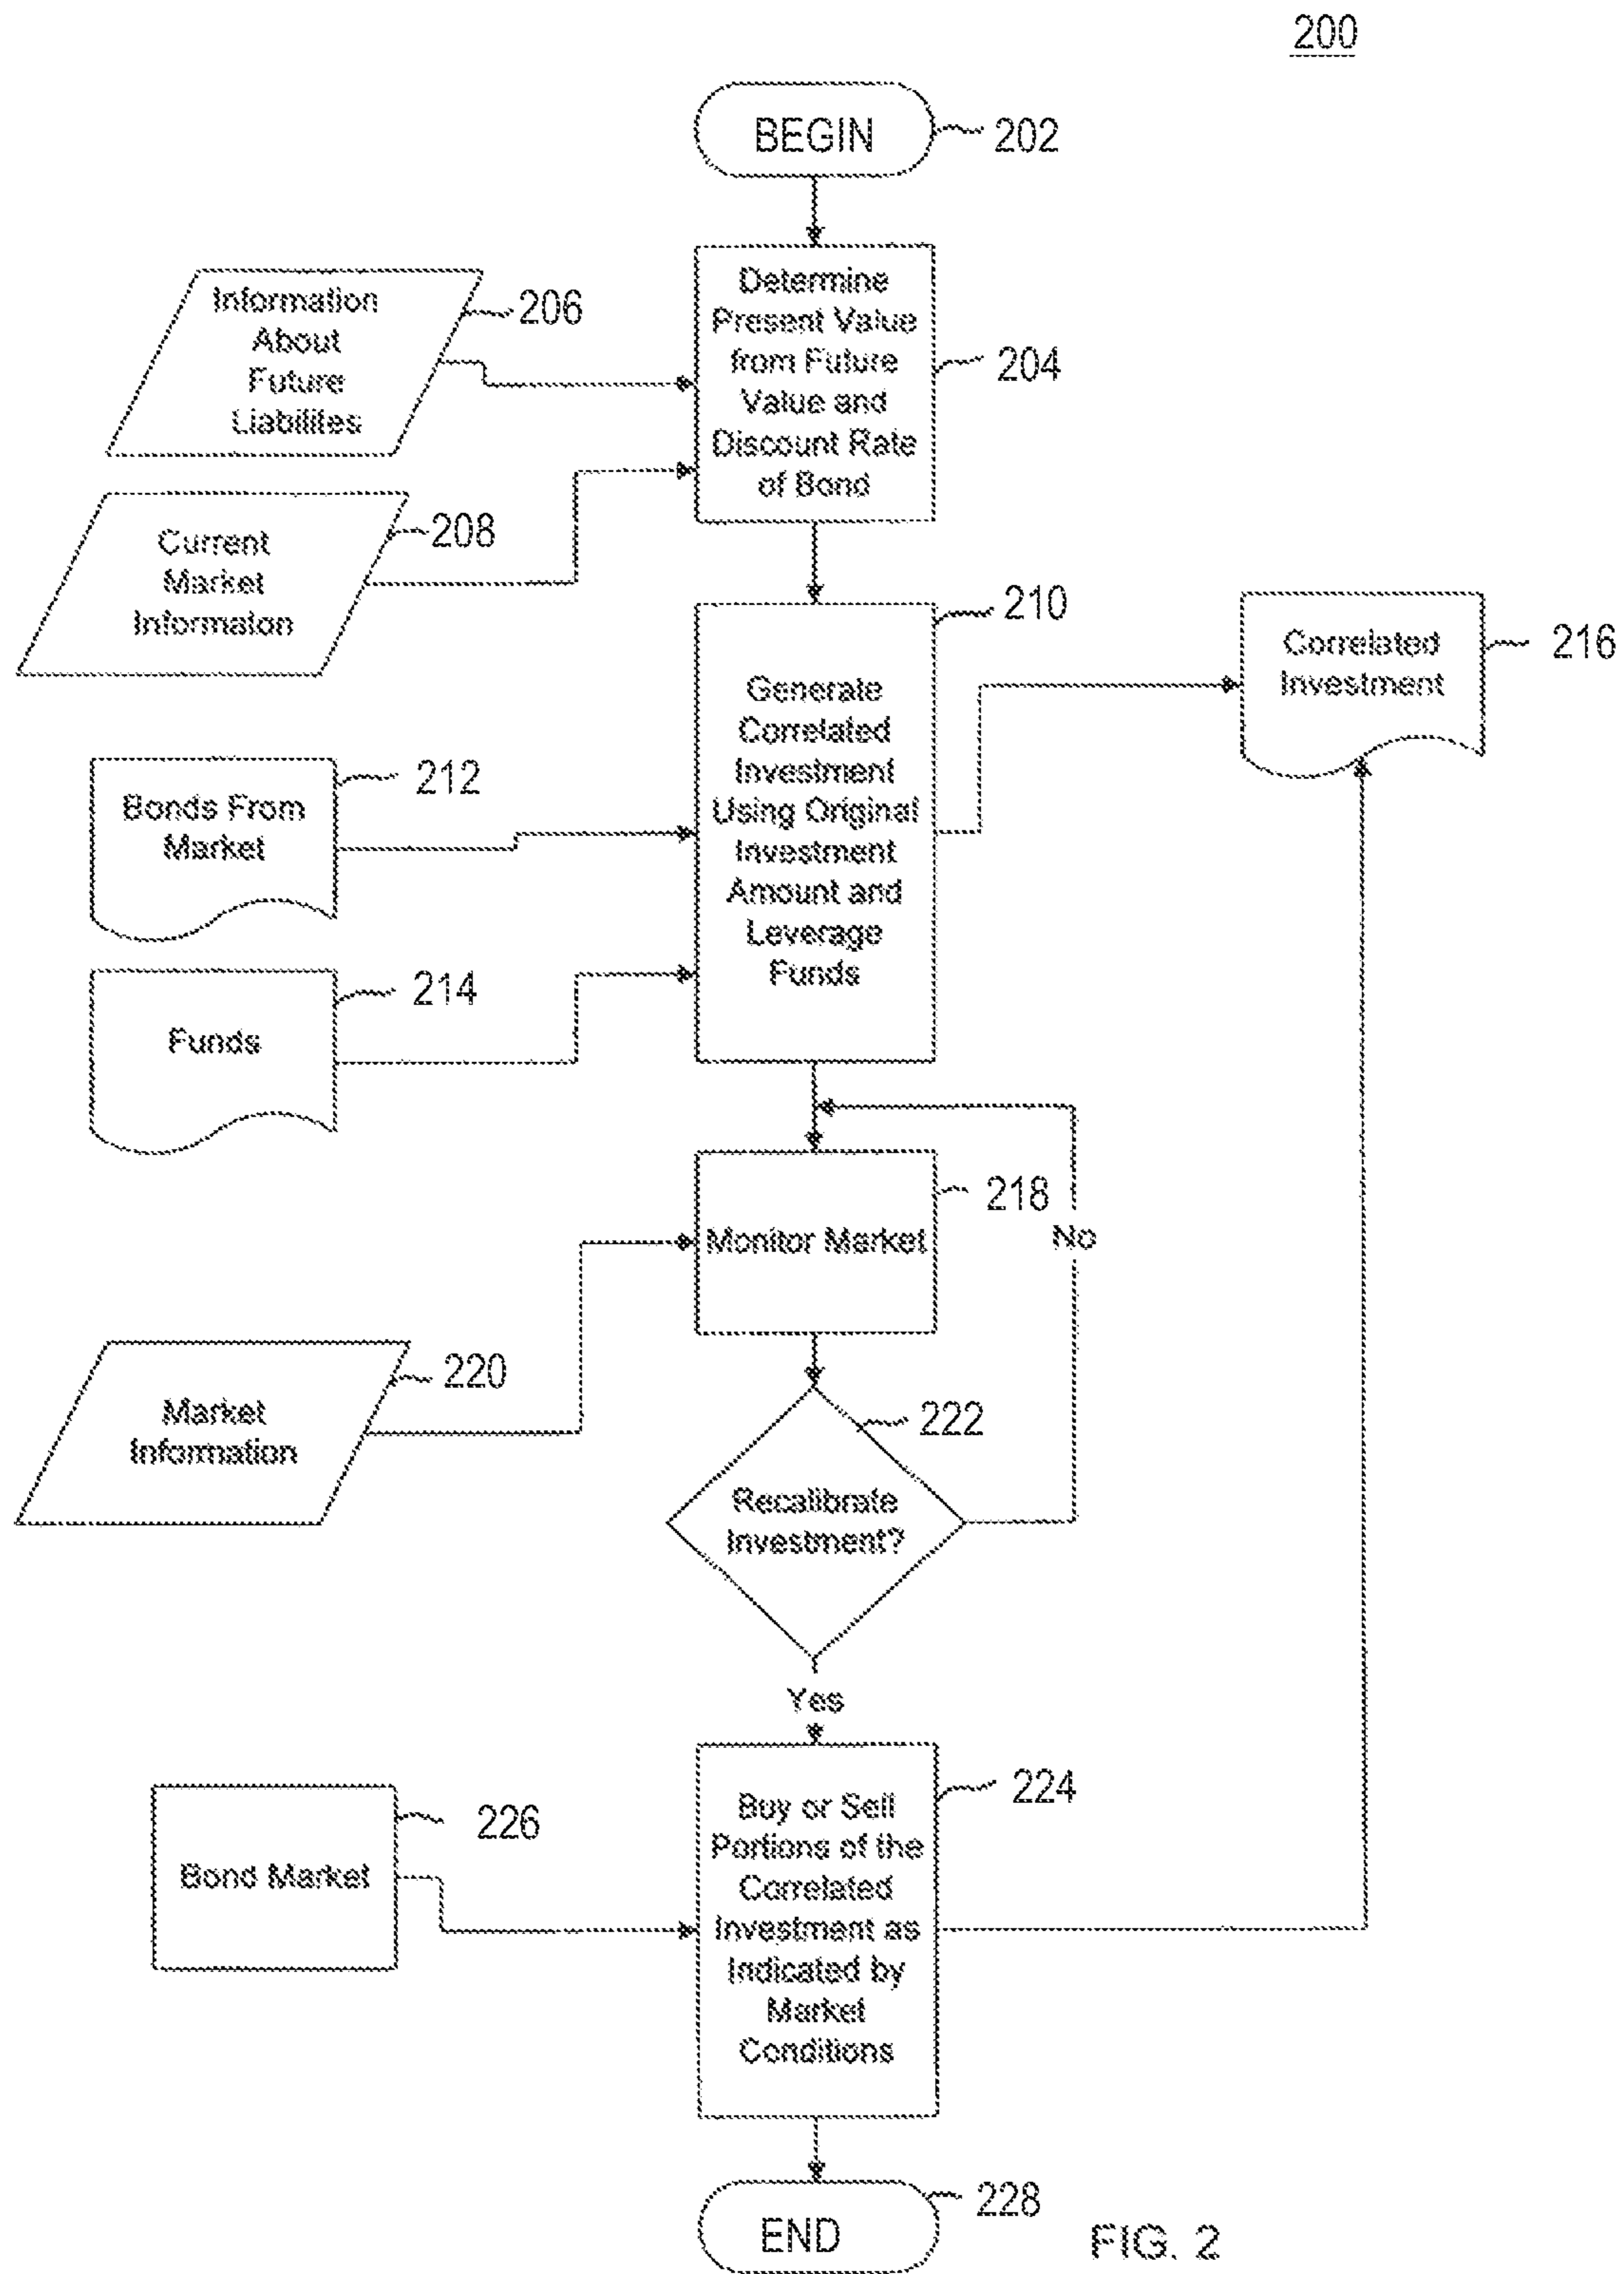 200
BEGIN
202
Information
About
Future
Liabilites
206
Determine
Present Value
from Future
Value and
Discount Rate
of Bond
204
Current
Market
Informaion
208
210
Generate
Correlated
Investment
Using Original
Investment
Amount and
Leverage
Funds
Correlated
Investment
216
Bonds From
Market
212
Funds
214
Monitor Market
218
No
Market
Information
220
222
Recalibrate
Investment?
Yes
Bond Market
226
Buy or Sell
Portions of the
Correlated
Investment as
Indicated by
Market
Conditions
224
END
228
FIG. 2